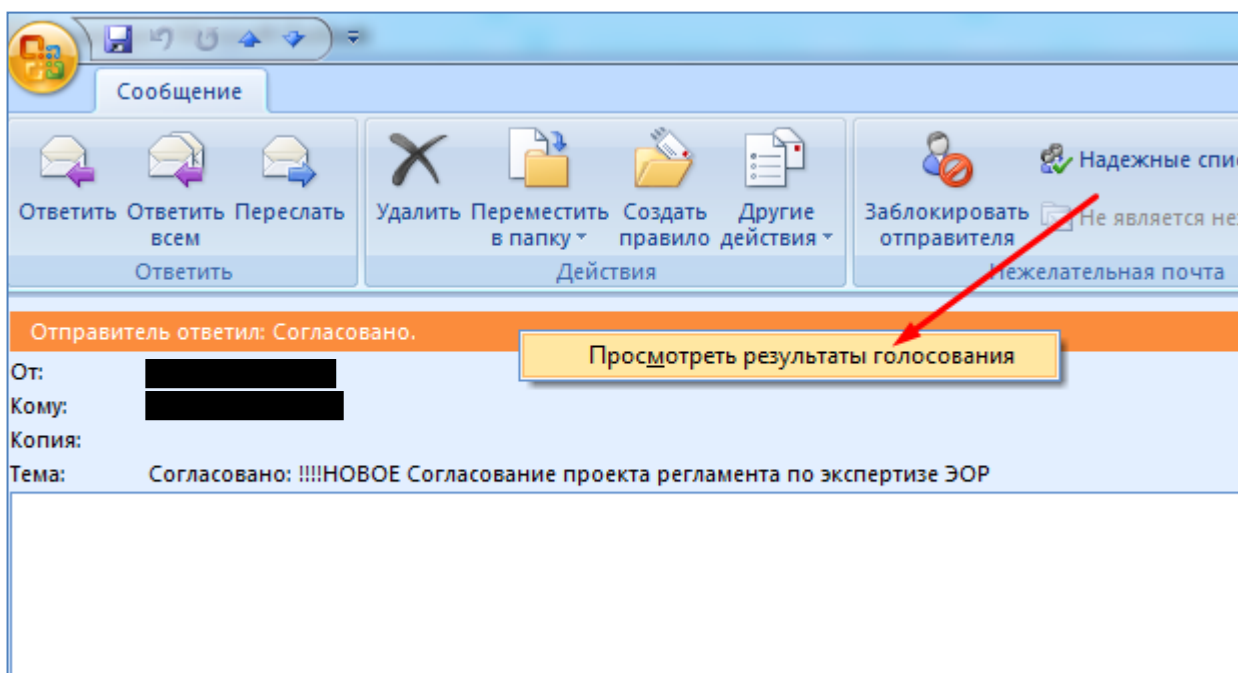 Сообщение
Ответить Ответить всем Переслать
Удалить Переместить в папку Создать правило Другие действия
Заблокировать отправителя
Надежные
Не является
Ответить
Действия
Нежелательная почта
Отправитель ответил: Согласовано.
Просмотреть результаты голосования
От:
Кому:
Копия:
Тема: Согласовано: !!!!НОВОЕ Согласование проекта регламента по экспертизе ЭОР